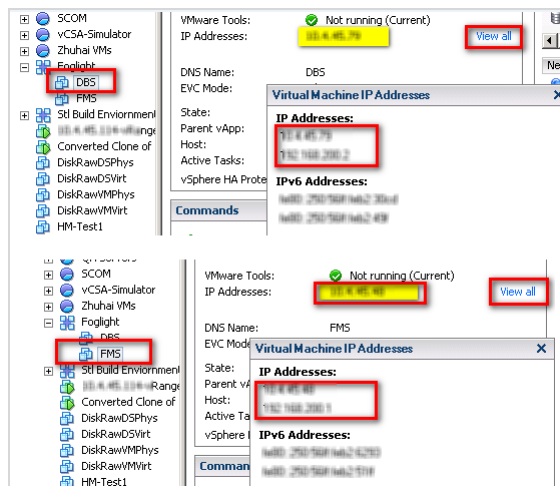 SCOM
vCSA-Simulator
Zhuhai VMs
Foglight
DBS
FMS
Stl Build Enviornment
Range
Converted Clone of
DiskRawDSPhys
DiskRawDSVirt
DiskRawVMPhys
DiskRawVMVirt
HM-Test1
VMware Tools: Not running (Current)
IP Addresses: View all
DNS Name: DBS
EVC Mode:
State:
Parent vApp:
Host:
Active Tasks:
vSphere HA Prote
Commands
Ne
Virtual Machine IP Addresses X
IP Addresses:
192.168.200.2
IPv6 Addresses:
SCOM
vCSA-Simulator
Zhuhai VMs
Foglight
DBS
FMS
Stl Build Enviornment
Range
Converted Clone of
DiskRawDSPhys
DiskRawDSVirt
DiskRawVMPhys
DiskRawVMVirt
HM-Test1
VMware Tools: Not running (Current)
IP Addresses: View all
DNS Name: FMS
EVC Mode
State:
Parent vA
Host:
Active Ta
vSphere
Comman
Virtual Machine IP Addresses X
IP Addresses:
192.168.200.1
IPv6 Addresses: